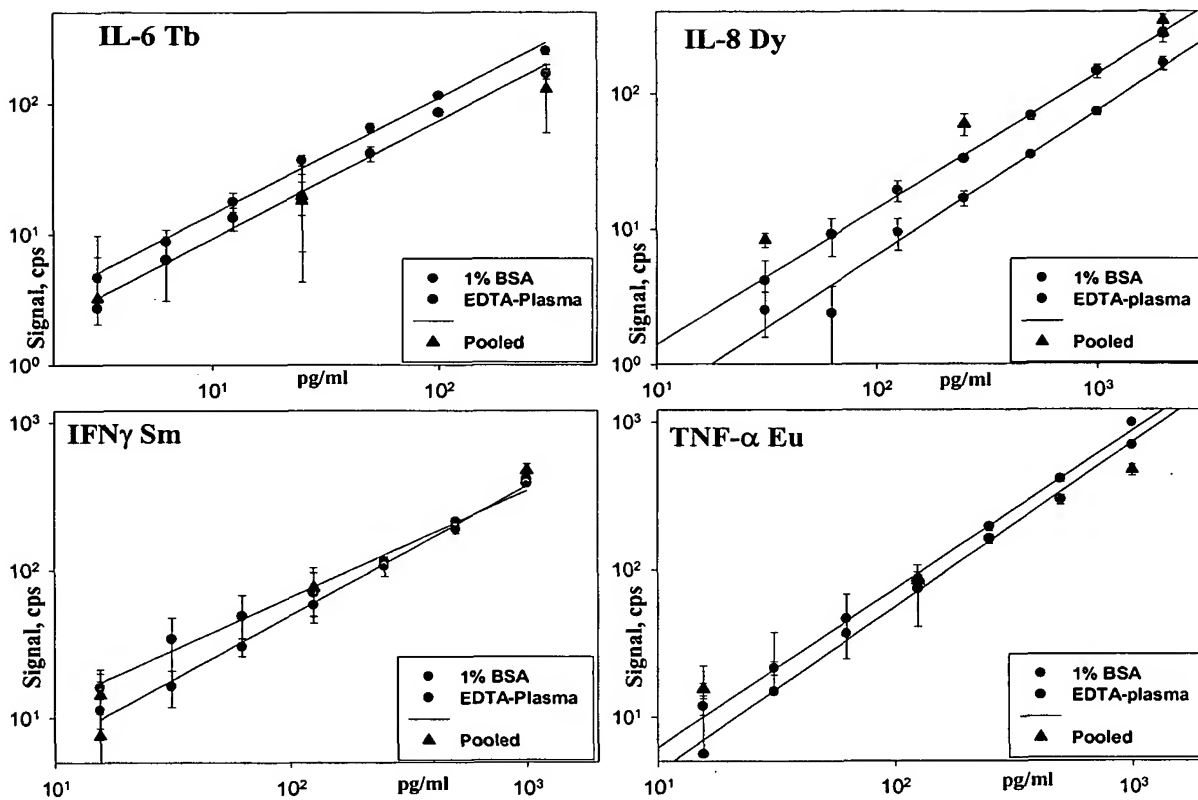 IL-6 Tb
Signal, cps
10²
10¹
10⁰
1% BSA
EDTA-Plasma
Pooled
10¹
pg/ml
10²
IL-8 Dy
Signal, cps
10²
10¹
10⁰
1% BSA
EDTA-plasma
Pooled
10¹
pg/ml
10²
10³
IFNγ Sm
Signal, cps
10³
10²
10¹
1% BSA
EDTA-Plasma
Pooled
10¹
10²
pg/ml
10³
TNF-α Eu
Signal, cps
10³
10²
10¹
1% BSA
EDTA-plasma
Pooled
10¹
10²
pg/ml
10³